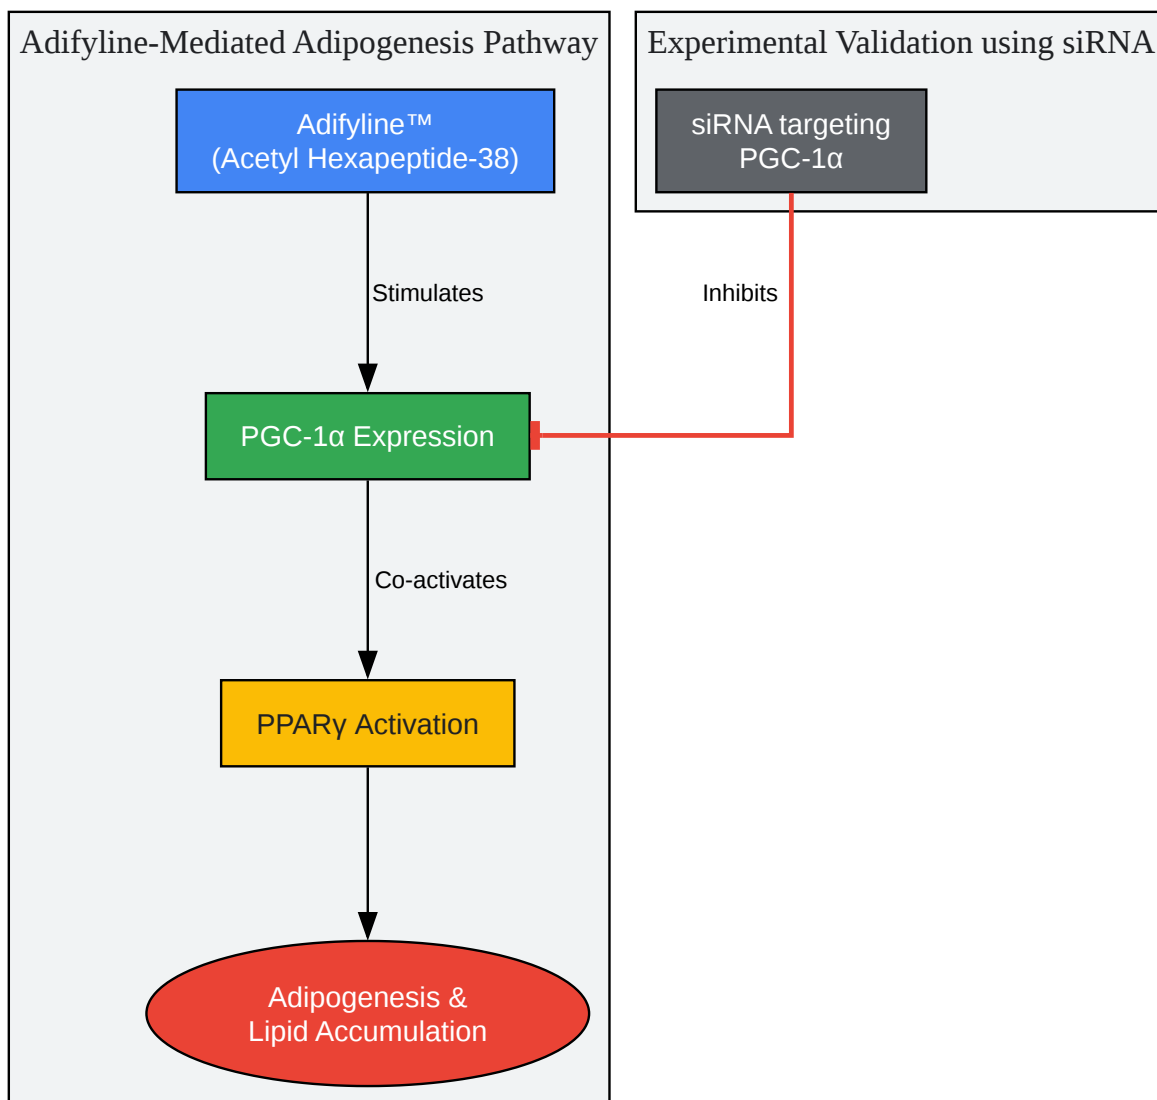 Adifyline-Mediated Adipogenesis Pathway
Experimental Validation using siRNA
Adifyline™
(Acetyl Hexapeptide-38)
siRNA targeting
PGC-1α
Stimulates
Inhibits
PGC-1α Expression
Co-activates
PPARγ Activation
Adipogenesis &
Lipid Accumulation